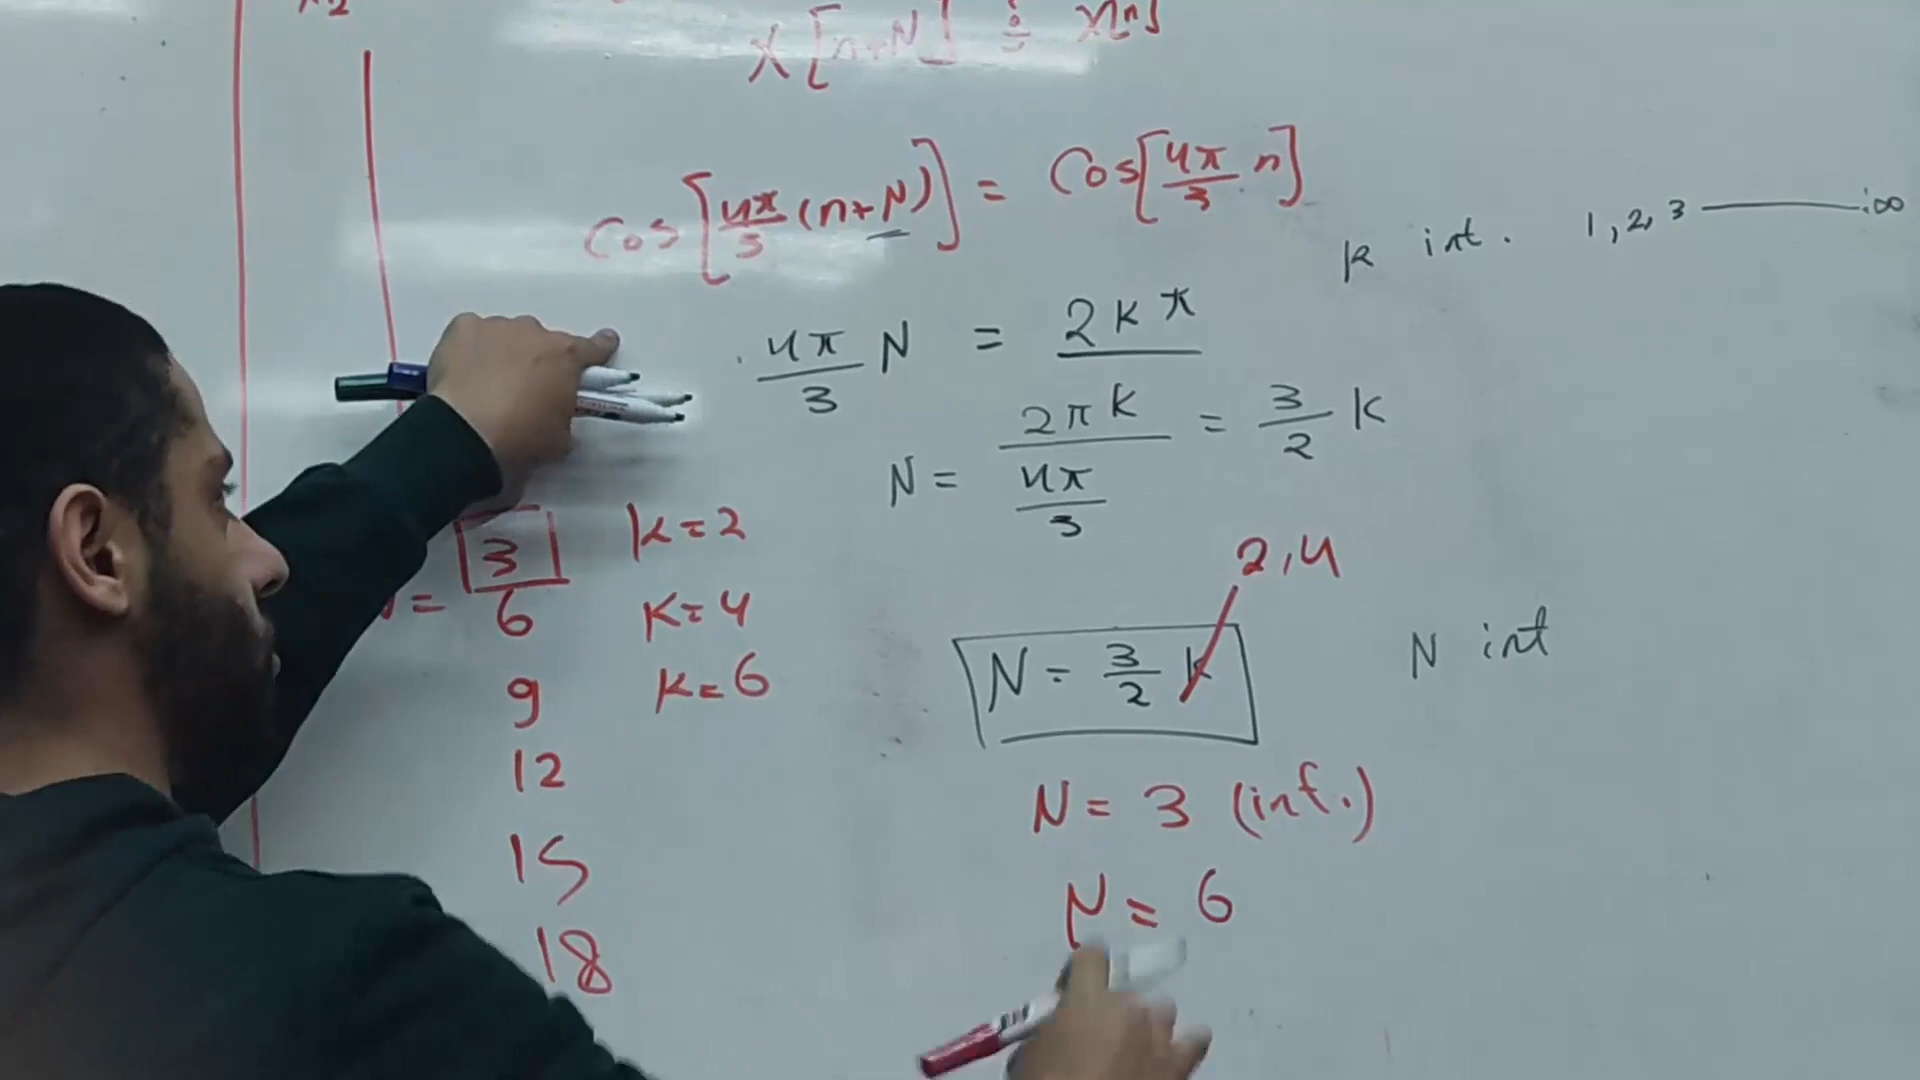 x[n+N] ≟ x[n]
Cos[4π/3 (n+N)] = Cos[4π/3 n]
k int. 1, 2, 3 ——— ∞
4π/3 N = 2kπ
N = 2πk / (4π/3) = 3/2 k
2,4
N = 3/2 k
N int
N = 3 (int.)
N = 6
= 3 k=2
6 k=4
9 k=6
12
15
18